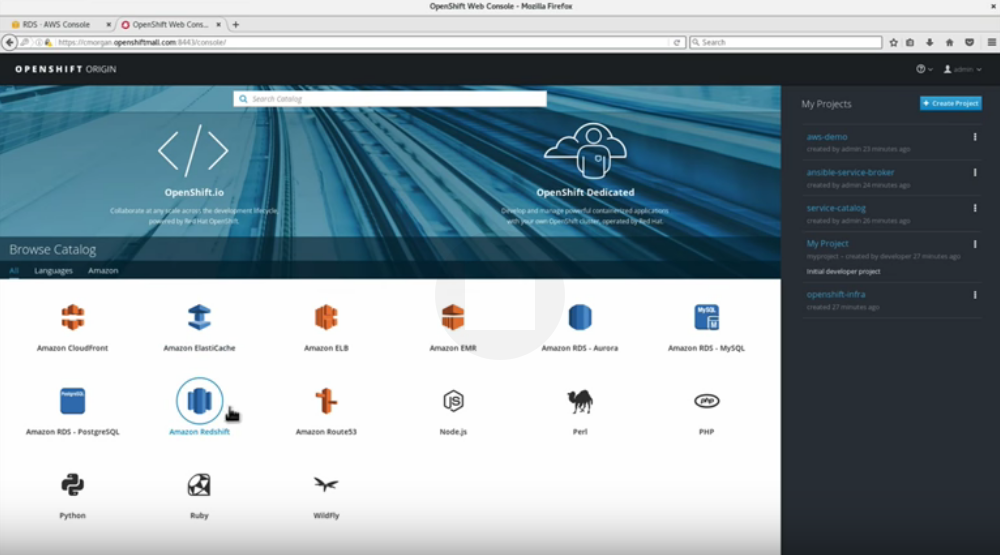 OpenShift Web Console - Mozilla Firefox
RDS · AWS Console
OpenShift Web Cons...
https://cmorgan.openshiftmall.com:8443/console/
Search
OPENSHIFT ORIGIN
admin
Search Catalog
My Projects
Create Project
OpenShift.io
Collaborate at any scale across the development lifecycle,
powered by Red Hat OpenShift.
OpenShift Dedicated
Develop and manage powerful containerized applications
with your own OpenShift cluster, operated by Red Hat.
aws-demo
created by admin 23 minutes ago
ansible-service-broker
created by admin 24 minutes ago
service-catalog
created by admin 26 minutes ago
My Project
myproject – created by developer 27 minutes ago
Initial developer project
openshift-infra
created 27 minutes ago
Browse Catalog
All Languages Amazon
Amazon CloudFront
Amazon ElastiCache
Amazon ELB
Amazon EMR
Amazon RDS - Aurora
MySQL
M
Amazon RDS - MySQL
PostgreSQL
Amazon RDS - PostgreSQL
Amazon Redshift
Amazon Route53
JS
Node.js
Perl
php
PHP
Python
Ruby
WildFly